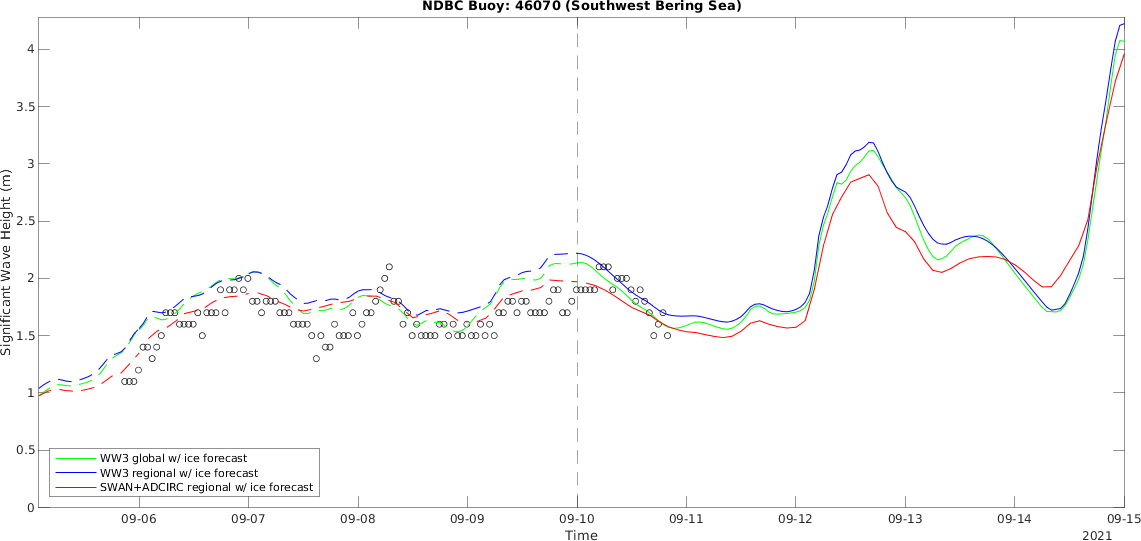 NDBC Buoy: 46070 (Southwest Bering Sea)
Significant Wave Height (m)
4
3.5
3
2.5
2
1.5
1
0.5
0
WW3 global w/ ice forecast
WW3 regional w/ ice forecast
SWAN+ADCIRC regional w/ ice forecast
09-06 09-07 09-08 09-09 09-10 09-11 09-12 09-13 09-14 09-15
Time
2021